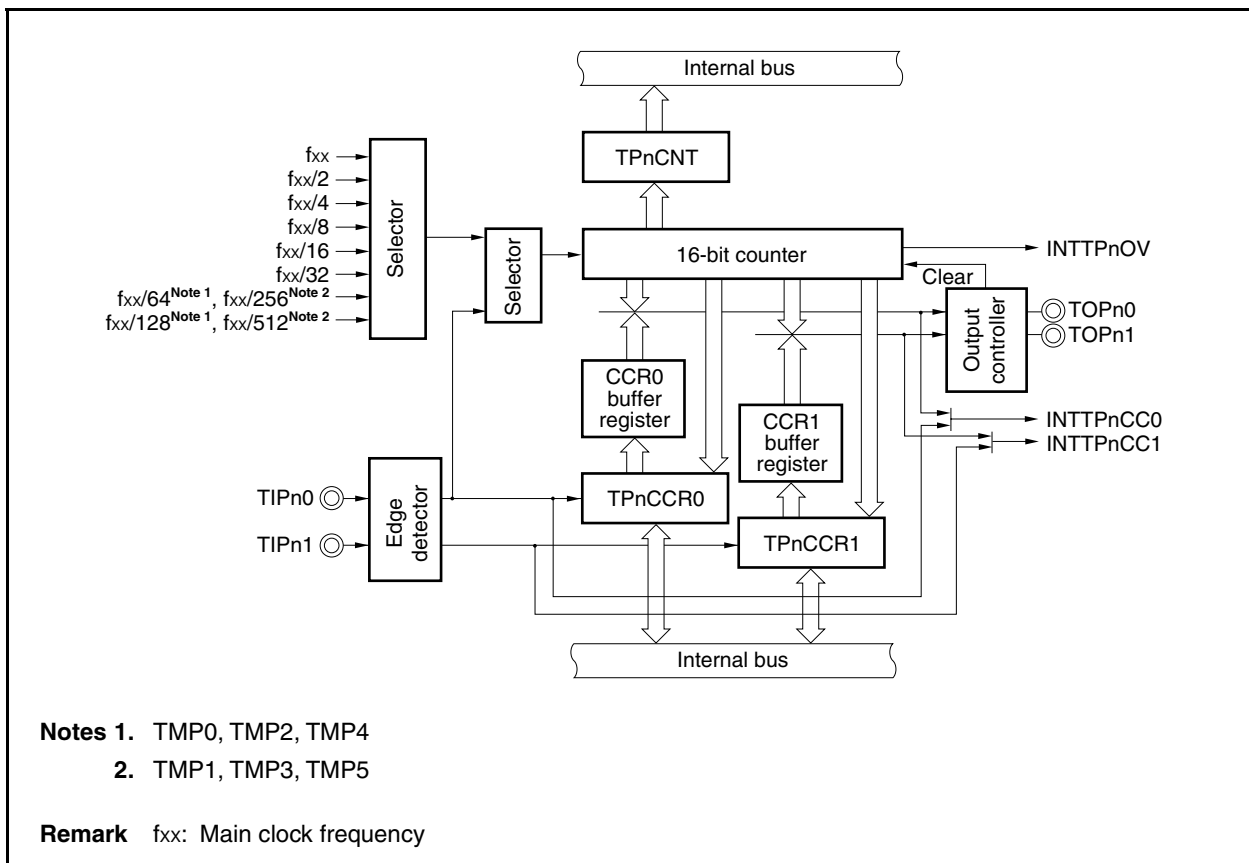 Internal bus
TPnCNT
fxx
fxx/2
fxx/4
fxx/8
fxx/16
fxx/32
fxx/64Note 1, fxx/256Note 2
fxx/128Note 1, fxx/512Note 2
Selector
Selector
16-bit counter
INTTPnOV
Clear
TOPn0
TOPn1
Output
controller
CCR0
buffer
register
CCR1
buffer
register
INTTPnCC0
INTTPnCC1
TIPn0
TIPn1
Edge
detector
TPnCCR0
TPnCCR1
Internal bus
Notes 1. TMP0, TMP2, TMP4
2. TMP1, TMP3, TMP5
Remark fxx: Main clock frequency